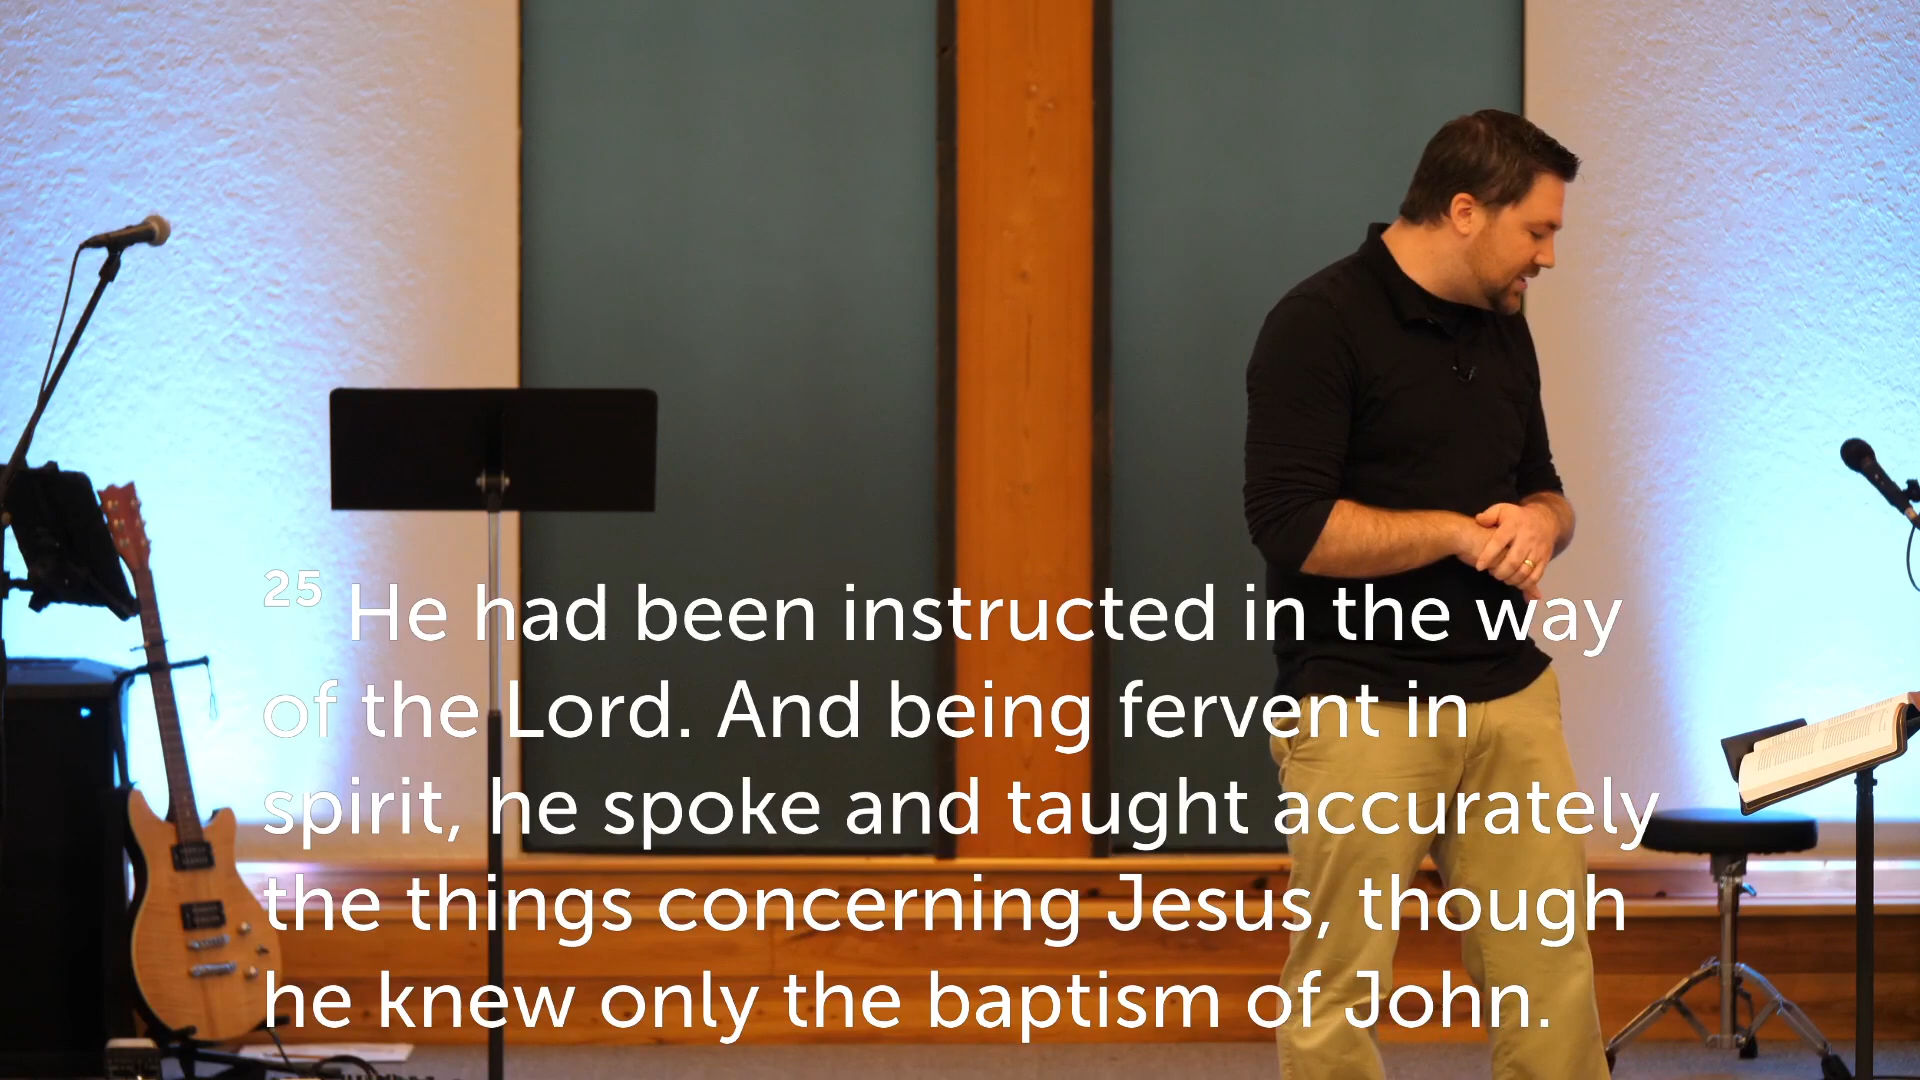 25 He had been instructed in the way
of the Lord. And being fervent in
spirit, he spoke and taught accurately
the things concerning Jesus, though
he knew only the baptism of John.